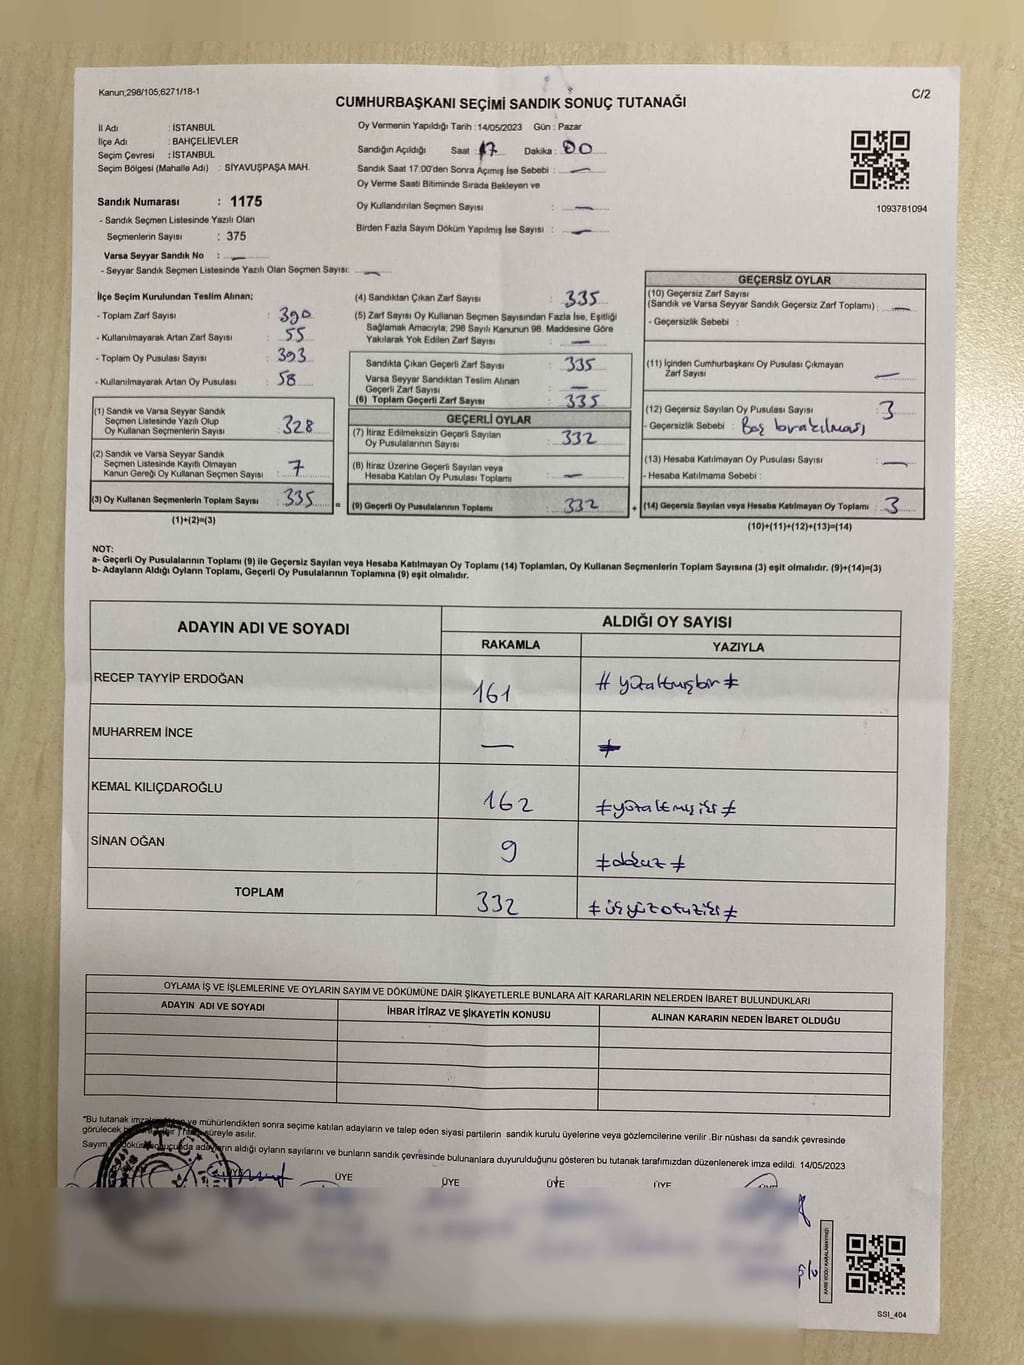 Kanun;298/105,6271/18-1
C/2
CUMHURBAŞKANI SEÇİMİ SANDIK SONUÇ TUTANAĞI
İl Adı : İSTANBUL
İlçe Adı : BAHÇELİEVLER
Seçim Çevresi : İSTANBUL
Seçim Bölgesi (Mahalle Adı) : SİYAVUŞPAŞA MAH.
Oy Vermenin Yapıldığı Tarih : 14/05/2023 Gün : Pazar
Sandığın Açıldığı Saat : 17 Dakika : 00
Sandık Saat 17:00'den Sonra Açımış İse Sebebi : —
Oy Verme Saati Bitiminde Sırada Bekleyen ve
Oy Kullandırılan Seçmen Sayısı : —
Birden Fazla Sayım Döküm Yapılmış İse Sayısı : —
1093781094
Sandık Numarası : 1175
- Sandık Seçmen Listesinde Yazılı Olan
Seçmenlerin Sayısı : 375
Varsa Seyyar Sandık No : —
- Seyyar Sandık Seçmen Listesinde Yazılı Olan Seçmen Sayısı: —
İlçe Seçim Kurulundan Teslim Alınan;
- Toplam Zarf Sayısı : 390
- Kullanılmayarak Artan Zarf Sayısı : 55
- Toplam Oy Pusulası Sayısı : 393
- Kullanılmayarak Artan Oy Pusulası : 58
(1) Sandık ve Varsa Seyyar Sandık
Seçmen Listesinde Yazılı Olup
Oy Kullanan Seçmenlerin Sayısı : 328
(2) Sandık ve Varsa Seyyar Sandık
Seçmen Listesinde Kayıtlı Olmayan
Kanun Gereği Oy Kullanan Seçmen Sayısı : 7
(3) Oy Kullanan Seçmenlerin Toplam Sayısı : 335 =
(1)+(2)=(3)
(4) Sandıktan Çıkan Zarf Sayısı : 335
(5) Zarf Sayısı Oy Kullanan Seçmen Sayısından Fazla İse, Eşitliği
Sağlamak Amacıyla; 298 Sayılı Kanunun 98. Maddesine Göre
Yakılarak Yok Edilen Zarf Sayısı : —
Sandıkta Çıkan Geçerli Zarf Sayısı : 335
Varsa Seyyar Sandıktan Teslim Alınan
Geçerli Zarf Sayısı : —
(6) Toplam Geçerli Zarf Sayısı : 335
GEÇERLİ OYLAR
(7) İtiraz Edilmeksizin Geçerli Sayılan
Oy Pusulalarının Sayısı : 332
(8) İtiraz Üzerine Geçerli Sayılan veya
Hesaba Katılan Oy Pusulası Toplamı : —
(9) Geçerli Oy Pusulalarının Toplamı : 332 +
GEÇERSİZ OYLAR
(10) Geçersiz Zarf Sayısı
(Sandık ve Varsa Seyyar Sandık Geçersiz Zarf Toplamı) : —
- Geçersizlik Sebebi :
(11) İçinden Cumhurbaşkanı Oy Pusulası Çıkmayan
Zarf Sayısı : —
(12) Geçersiz Sayılan Oy Pusulası Sayısı : 3
- Geçersizlik Sebebi : Boş bırakılması
(13) Hesaba Katılmayan Oy Pusulası Sayısı : —
- Hesaba Katılmama Sebebi :
(14) Geçersiz Sayılan veya Hesaba Katılmayan Oy Toplamı : 3
(10)+(11)+(12)+(13)=(14)
NOT:
a- Geçerli Oy Pusulalarının Toplamı (9) ile Geçersiz Sayılan veya Hesaba Katılmayan Oy Toplamı (14) Toplamları, Oy Kullanan Seçmenlerin Toplam Sayısına (3) eşit olmalıdır. (9)+(14)=(3)
b- Adayların Aldığı Oyların Toplamı, Geçerli Oy Pusulalarının Toplamına (9) eşit olmalıdır.
ADAYIN ADI VE SOYADI ALDIĞI OY SAYISI
RAKAMLA YAZIYLA
RECEP TAYYİP ERDOĞAN 161 # yüzaltmışbir #
MUHARREM İNCE — #
KEMAL KILIÇDAROĞLU 162 # yüzaltmışiki #
SİNAN OĞAN 9 # dokuz #
TOPLAM 332 # üçyüzotuziki #
OYLAMA İŞ VE İŞLEMLERİNE VE OYLARIN SAYIM VE DÖKÜMÜNE DAİR ŞİKAYETLERLE BUNLARA AİT KARARLARIN NELERDEN İBARET BULUNDUKLARI
ADAYIN ADI VE SOYADI İHBAR İTİRAZ VE ŞİKAYETİN KONUSU ALINAN KARARIN NEDEN İBARET OLDUĞU
*Bu tutanak ve mühürlendikten sonra seçime katılan adayların ve talep eden siyasi partilerin sandık kurulu üyelerine veya gözlemcilerine verilir .Bir nüshası da sandık çevresinde
görülecek süreyle asılır.
Sayım adayların aldığı oyların sayılarını ve bunların sandık çevresinde bulunanlara duyurulduğunu gösteren bu tutanak tarafımızdan düzenlenerek imza edildi. 14/05/2023
ÜYE ÜYE ÜYE ÜYE
SSI_404